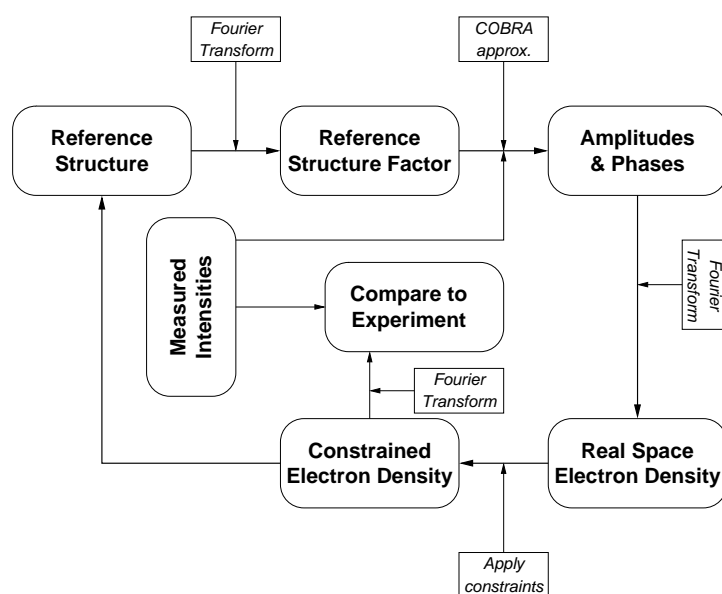 Fourier
Transform
COBRA
approx.
Reference
Structure
Reference
Structure Factor
Amplitudes
& Phases
Measured
Intensities
Compare to
Experiment
Fourier
Transform
Fourier
Transform
Constrained
Electron Density
Real Space
Electron Density
Apply
constraints